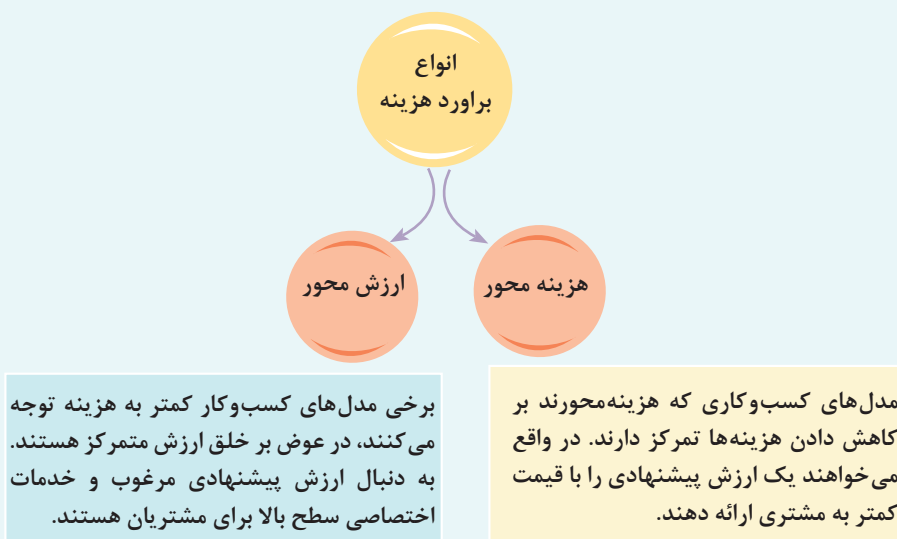 انواع
براورد هزینه
هزینه محور
ارزش محور
مدل‌های کسب‌وکاری که هزینه‌محورند بر
کاهش دادن هزینه‌ها تمرکز دارند. در واقع
می‌خواهند یک ارزش پیشنهادی را با قیمت
کمتر به مشتری ارائه دهند.
برخی مدل‌های کسب‌وکار کمتر به هزینه توجه
می‌کنند، در عوض بر خلق ارزش متمرکز هستند.
به دنبال ارزش پیشنهادی مرغوب و خدمات
اختصاصی سطح بالا برای مشتریان هستند.